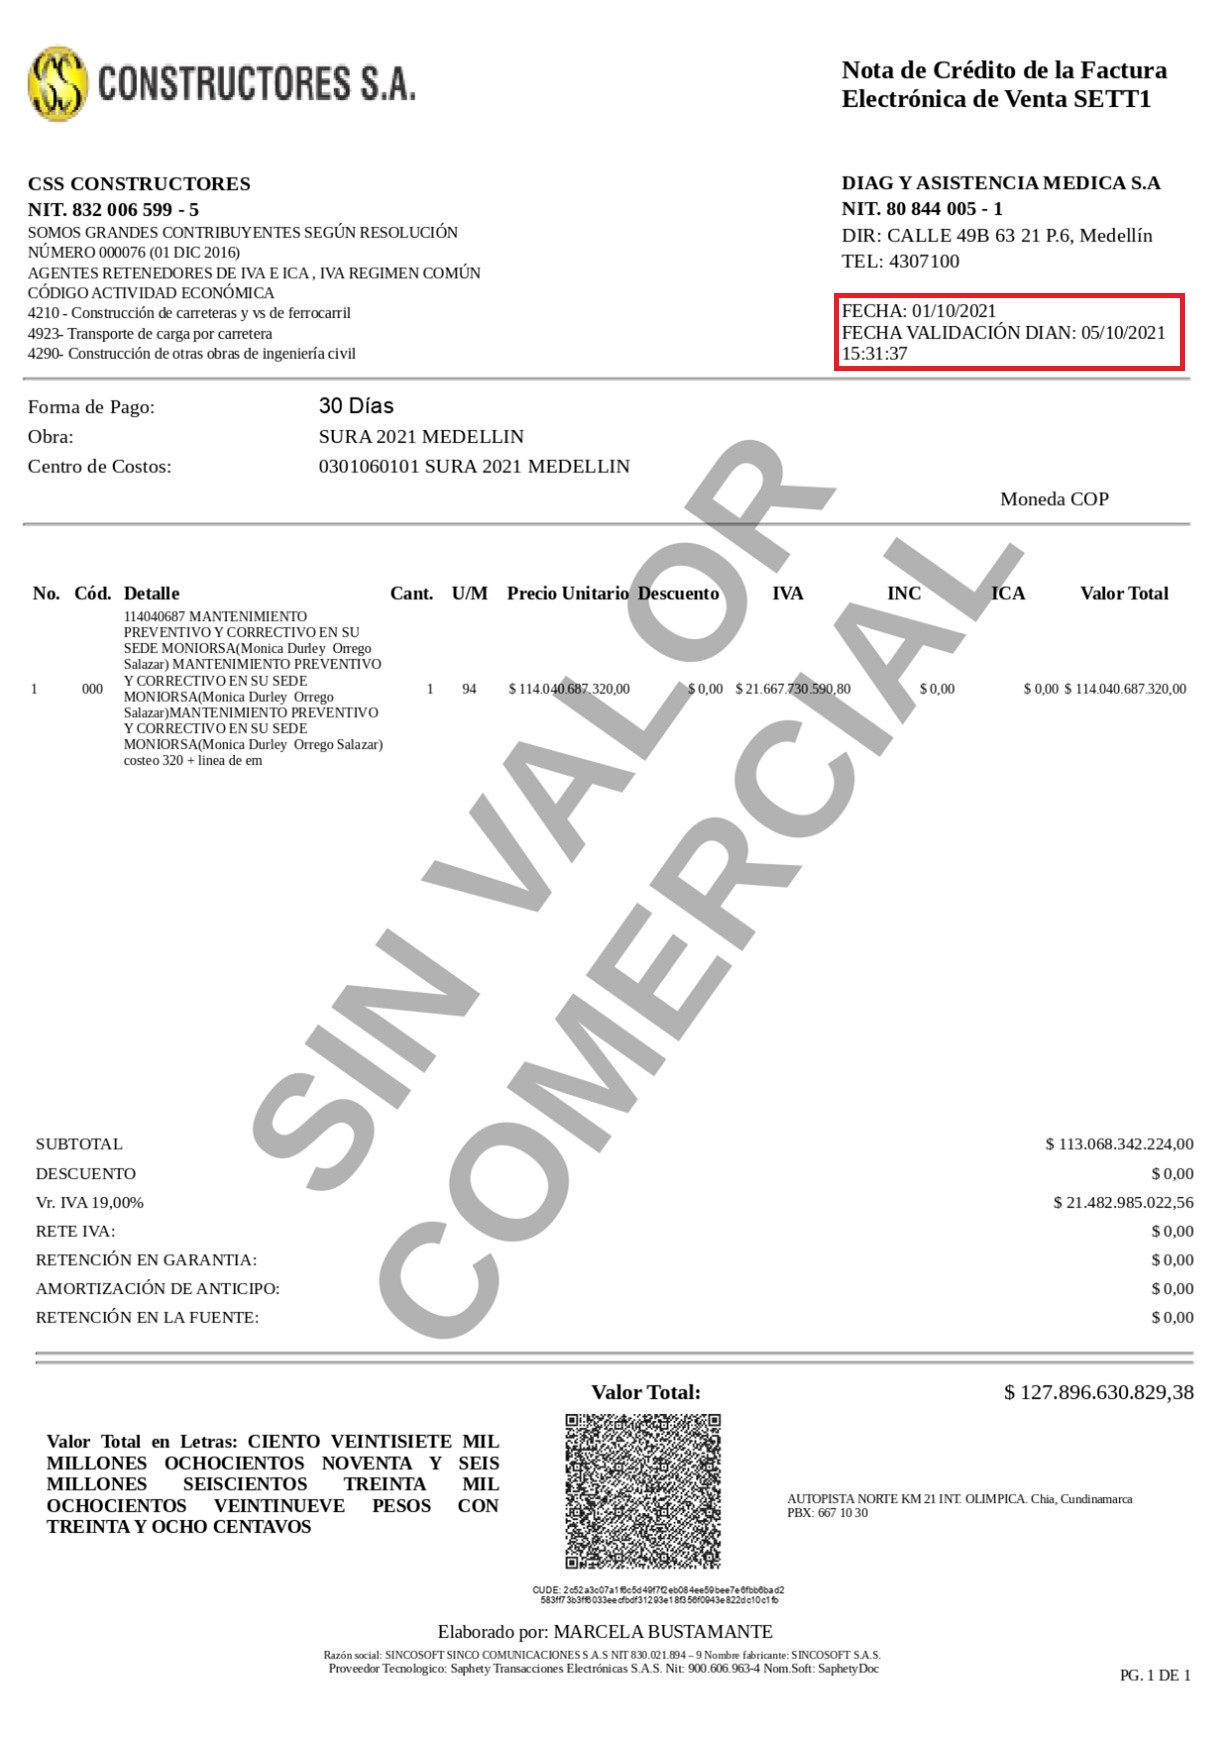 CONSTRUCTORES S.A.
Nota de Crédito de la Factura
Electrónica de Venta SETT1
CSS CONSTRUCTORES
NIT. 832 006 599 - 5
SOMOS GRANDES CONTRIBUYENTES SEGÚN RESOLUCIÓN
NÚMERO 000076 (01 DIC 2016)
AGENTES RETENEDORES DE IVA E ICA , IVA REGIMEN COMÚN
CÓDIGO ACTIVIDAD ECONÓMICA
4210 - Construcción de carreteras y vs de ferrocarril
4923- Transporte de carga por carretera
4290- Construcción de otras obras de ingeniería civil
DIAG Y ASISTENCIA MEDICA S.A
NIT. 80 844 005 - 1
DIR: CALLE 49B 63 21 P.6, Medellín
TEL: 4307100
FECHA: 01/10/2021
FECHA VALIDACIÓN DIAN: 05/10/2021
15:31:37
Forma de Pago: 30 Días
Obra: SURA 2021 MEDELLIN
Centro de Costos: 0301060101 SURA 2021 MEDELLIN
Moneda COP
No. Cód. Detalle Cant. U/M Precio Unitario Descuento IVA INC ICA Valor Total
114040687 MANTENIMIENTO
PREVENTIVO Y CORRECTIVO EN SU
SEDE MONIORSA(Monica Durley Orrego
Salazar) MANTENIMIENTO PREVENTIVO
Y CORRECTIVO EN SU SEDE
1 000 MONIORSA(Monica Durley Orrego 1 94 $ 114.040.687.320,00 $ 0,00 $ 21.667.730.590,80 $ 0,00 $ 0,00 $ 114.040.687.320,00
Salazar)MANTENIMIENTO PREVENTIVO
Y CORRECTIVO EN SU SEDE
MONIORSA(Monica Durley Orrego Salazar)
costeo 320 + linea de em
SIN VALOR
COMERCIAL
SUBTOTAL $ 113.068.342.224,00
DESCUENTO $ 0,00
Vr. IVA 19,00% $ 21.482.985.022,56
RETE IVA: $ 0,00
RETENCIÓN EN GARANTIA: $ 0,00
AMORTIZACIÓN DE ANTICIPO: $ 0,00
RETENCIÓN EN LA FUENTE: $ 0,00
Valor Total: $ 127.896.630.829,38
Valor Total en Letras: CIENTO VEINTISIETE MIL
MILLONES OCHOCIENTOS NOVENTA Y SEIS
MILLONES SEISCIENTOS TREINTA MIL
OCHOCIENTOS VEINTINUEVE PESOS CON
TREINTA Y OCHO CENTAVOS
AUTOPISTA NORTE KM 21 INT. OLIMPICA. Chia, Cundinamarca
PBX: 667 10 30
CUDE:
Elaborado por: MARCELA BUSTAMANTE
Razón social: SINCOSOFT SINCO COMUNICACIONES S.A.S NIT 830.021.894 – 9 Nombre fabricante: SINCOSOFT S.A.S.
Proveedor Tecnologico: Saphety Transacciones Electrónicas S.A.S. Nit: 900.606.963-4 Nom.Soft: SaphetyDoc
PG. 1 DE 1